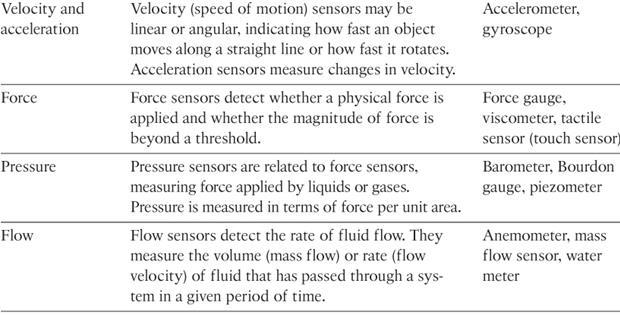 Velocity and
acceleration
Velocity (speed of motion) sensors may be
linear or angular, indicating how fast an object
moves along a straight line or how fast it rotates.
Acceleration sensors measure changes in velocity.
Accelerometer,
gyroscope
Force
Force sensors detect whether a physical force is
applied and whether the magnitude of force is
beyond a threshold.
Force gauge,
viscometer, tactile
sensor (touch sensor)
Pressure
Pressure sensors are related to force sensors,
measuring force applied by liquids or gases.
Pressure is measured in terms of force per unit area.
Barometer, Bourdon
gauge, piezometer
Flow
Flow sensors detect the rate of fluid flow. They
measure the volume (mass flow) or rate (flow
velocity) of fluid that has passed through a sys-
tem in a given period of time.
Anemometer, mass
flow sensor, water
meter